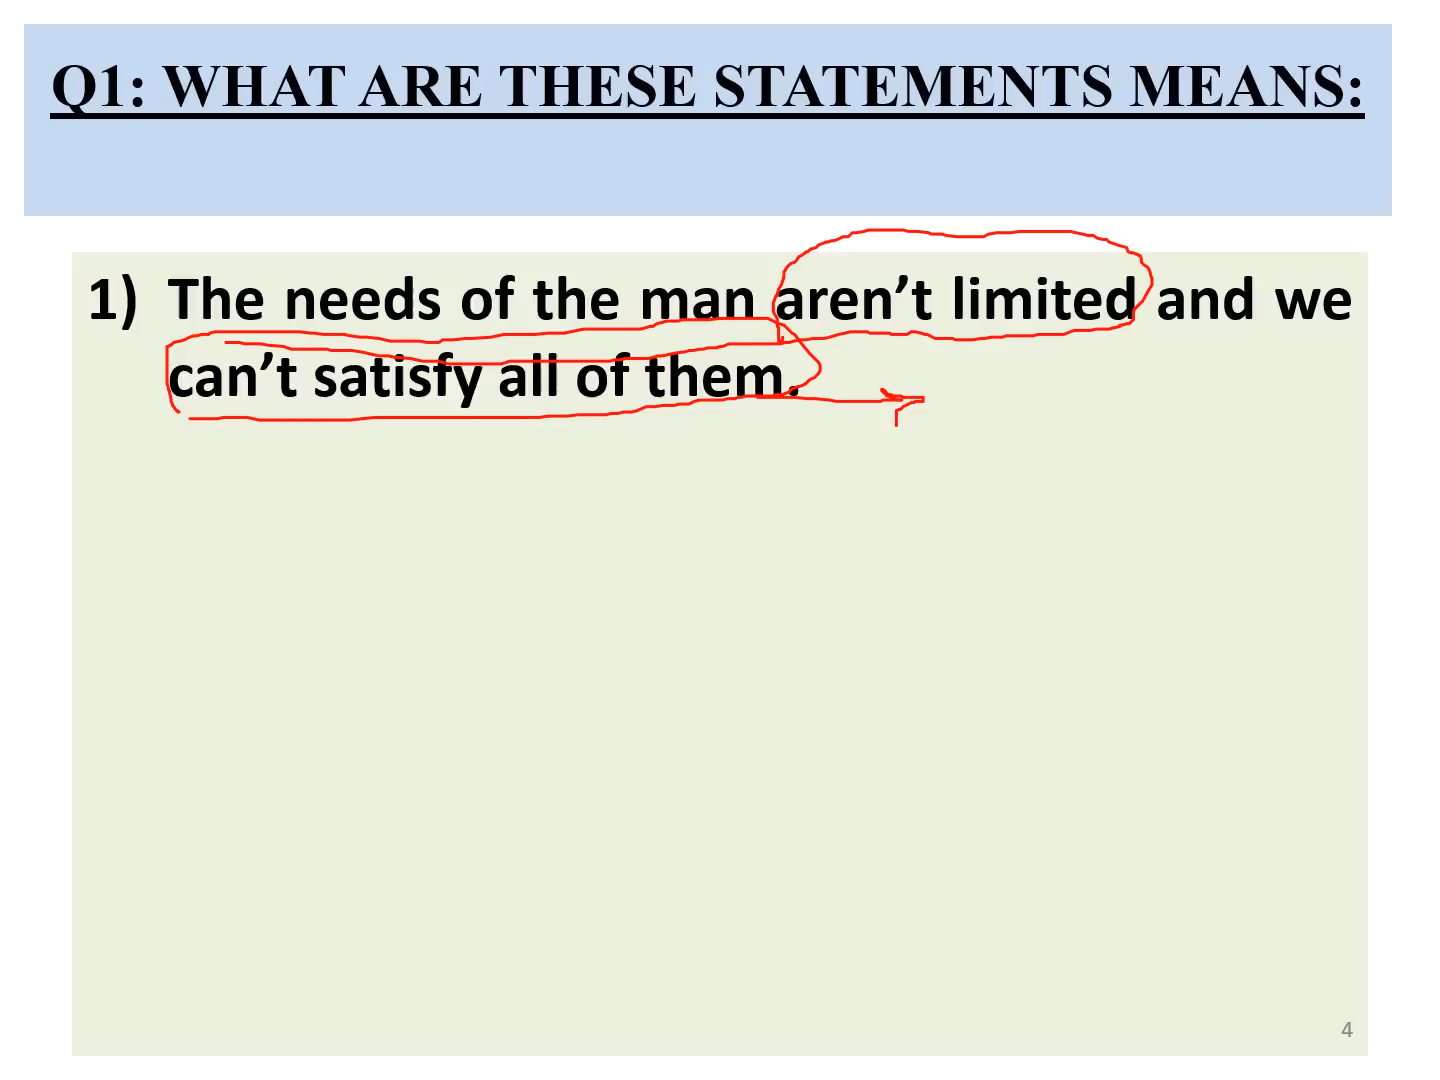 Q1: WHAT ARE THESE STATEMENTS MEANS:
1) The needs of the man aren’t limited and we
can’t satisfy all of them.
4